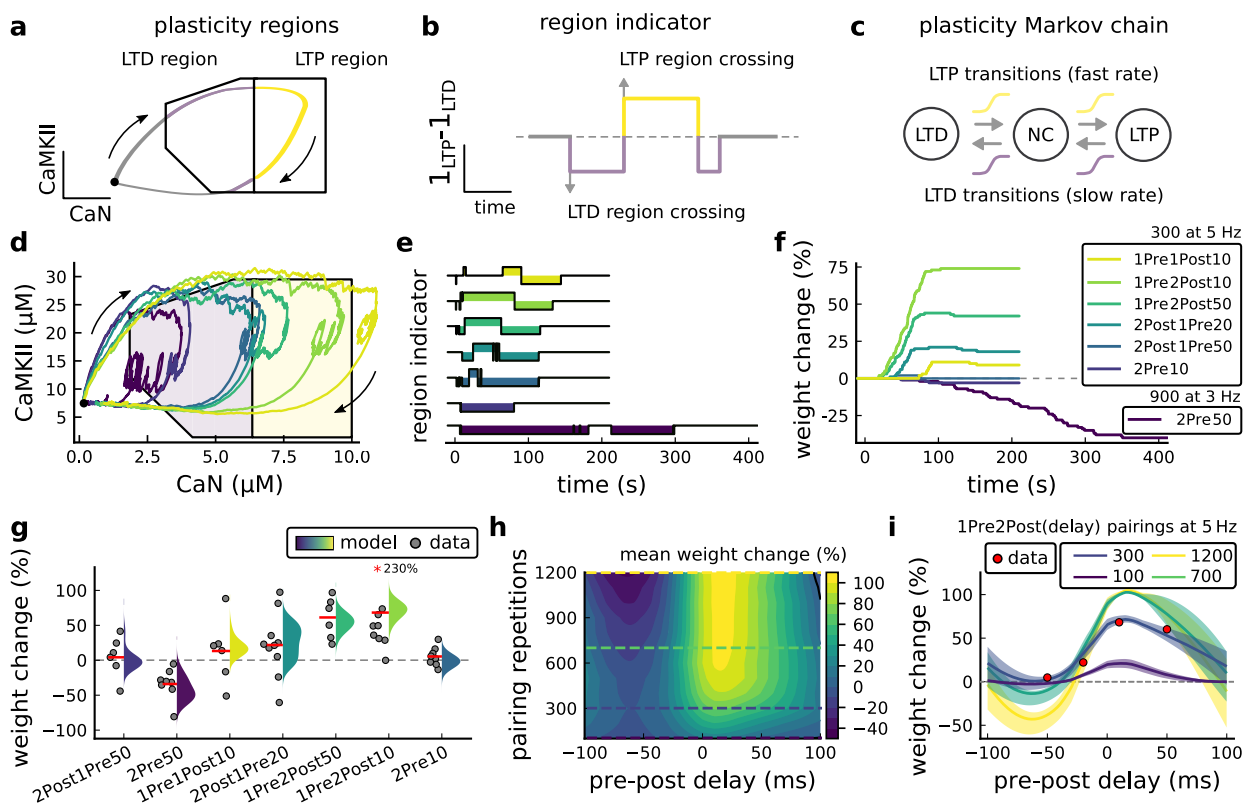 a plasticity regions
LTD region LTP region
CaMKII
CaN
b region indicator
LTP region crossing
1LTP-1LTD
time
LTD region crossing
c plasticity Markov chain
LTP transitions (fast rate)
LTD NC LTP
LTD transitions (slow rate)
d
CaMKII (μM)
30
25
20
15
10
5
0.0 2.5 5.0 7.5 10.0
CaN (μM)
e
region indicator
0 100 200 300 400
time (s)
f
300 at 5 Hz
1Pre1Post10
1Pre2Post10
1Pre2Post50
2Post1Pre20
2Post1Pre50
2Pre10
900 at 3 Hz
2Pre50
weight change (%)
75
50
25
0
-25
0 100 200 300 400
time (s)
g
model data
*230%
weight change (%)
100
50
0
−50
−100
2Post1Pre50 2Pre50 1Pre1Post10 2Post1Pre20 1Pre2Post50 1Pre2Post10 2Pre10
h
mean weight change (%)
pairing repetitions
1200
900
600
300
100
−100 −50 0 50 100
pre-post delay (ms)
100
80
60
40
20
0
−20
−40
i
1Pre2Post(delay) pairings at 5 Hz
data
300 1200
100 700
weight change (%)
100
50
0
−50
−100 −50 0 50 100
pre-post delay (ms)